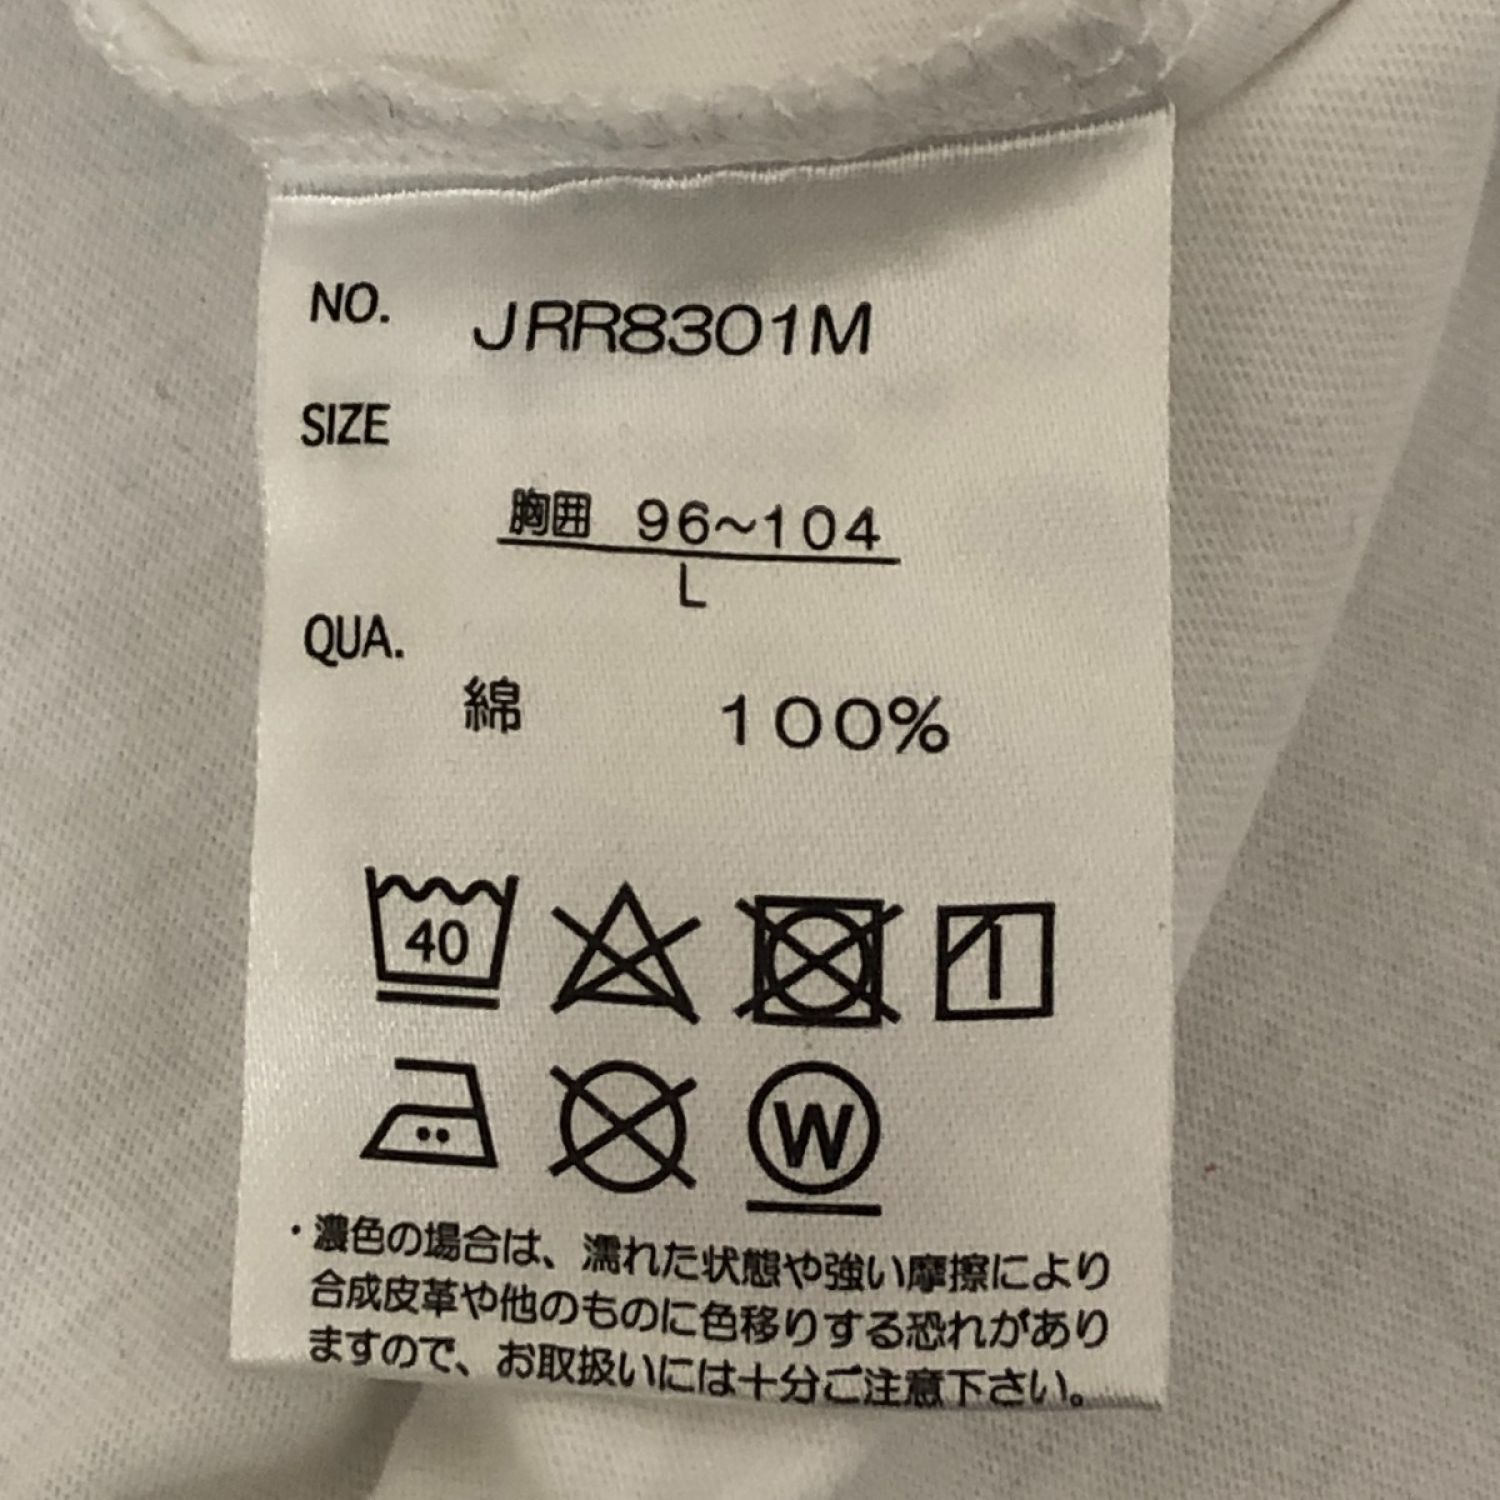 NO. JRR8301M
SIZE
胸囲 96~104
L
QUA.
綿 100%
40
W
・濃色の場合は、濡れた状態や強い摩擦により
合成皮革や他のものに色移りする恐れがあり
ますので、お取扱いには十分ご注意下さい。